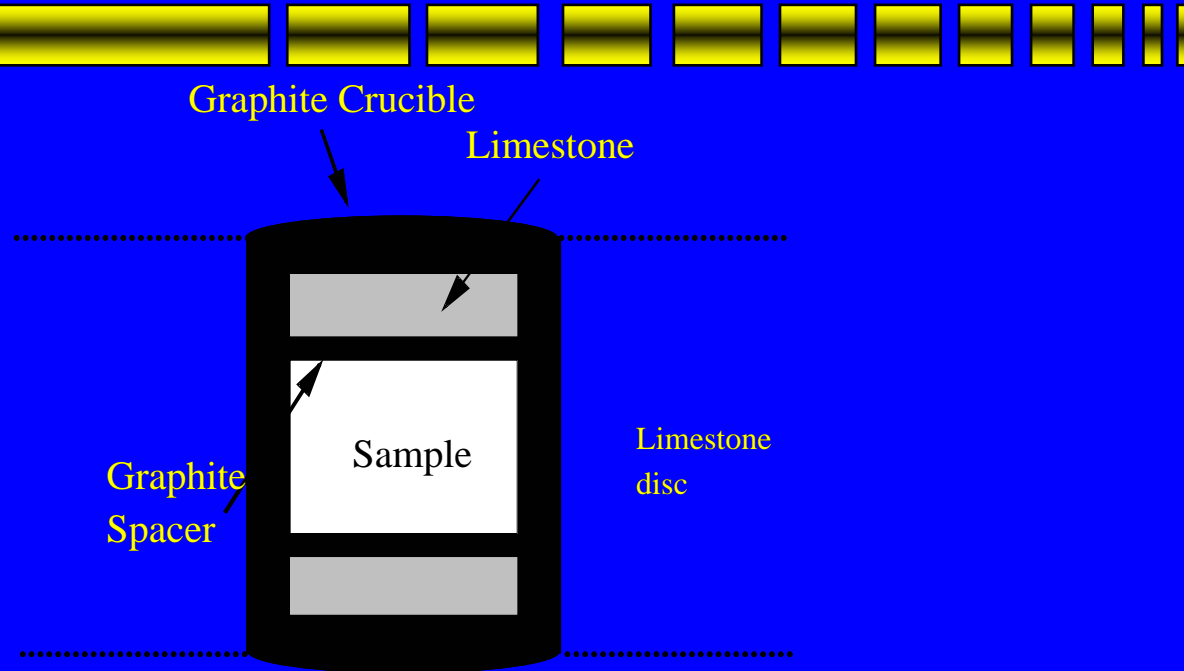 Graphite Crucible
Limestone
Sample
Graphite
Spacer
Limestone
disc